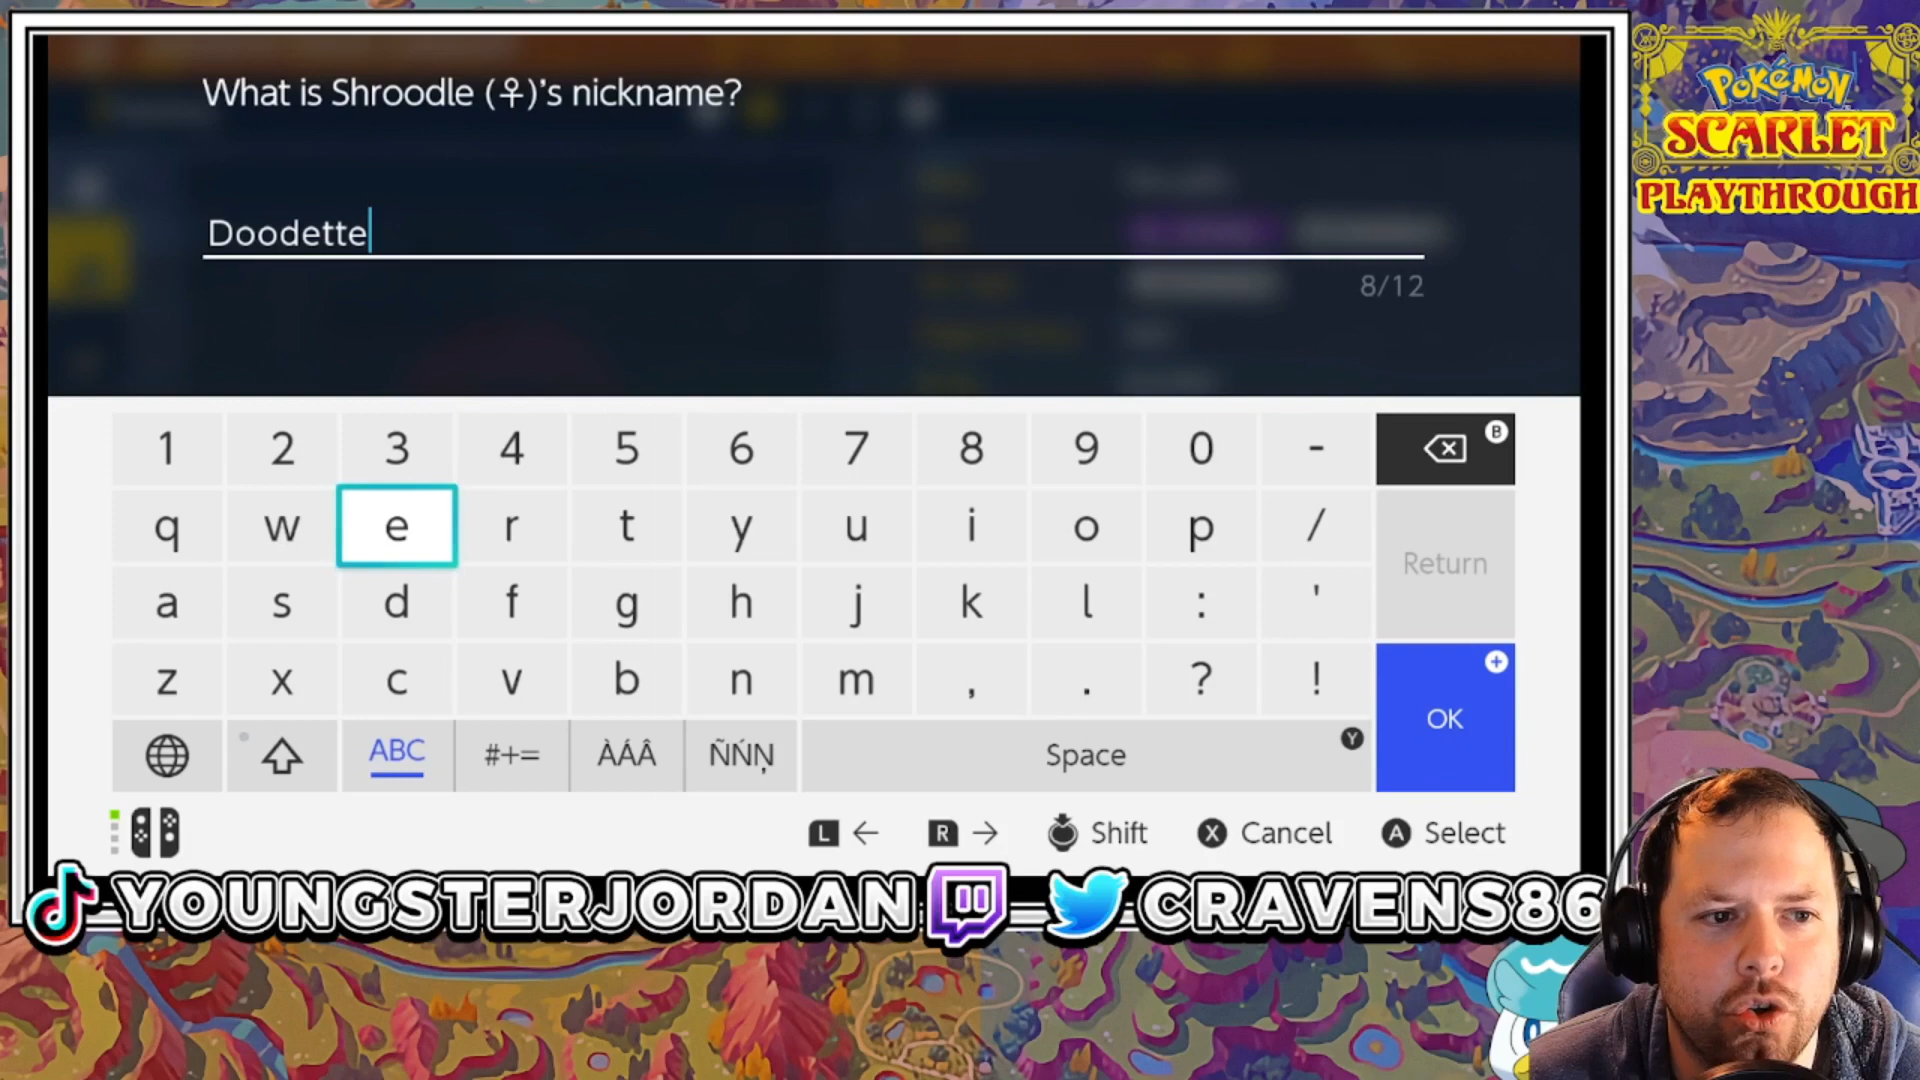 What is Shroodle (♀)'s nickname?
Doodette
8/12
1 2 3 4 5 6 7 8 9 0 - B
q w e r t y u i o p / Return
a s d f g h j k l : '
z x c v b n m , . ? ! + OK
ABC #+= ÀÁÂ ÑŃŅ Space Y
L ← R → Shift X Cancel A Select
YOUNGSTERJORDAN CRAVENS86
POKéMON
SCARLET
PLAYTHROUGH